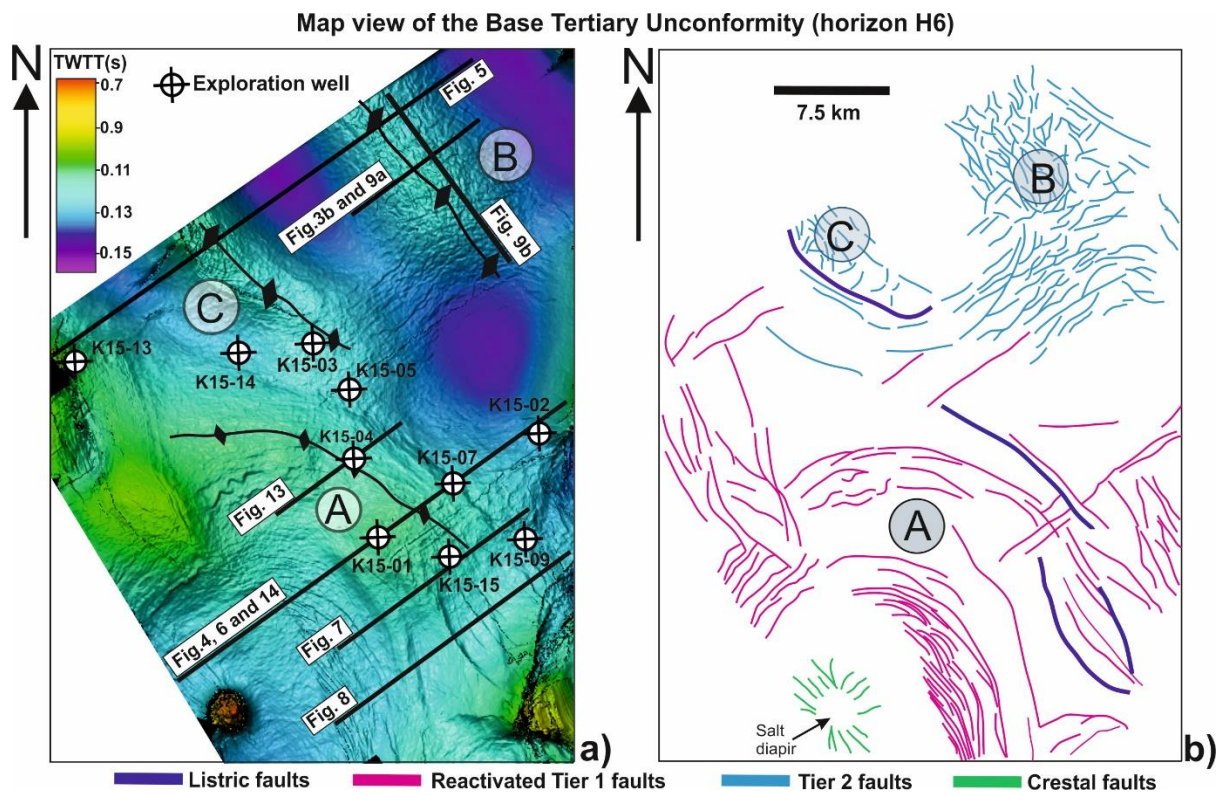 Map view of the Base Tertiary Unconformity (horizon H6)
N
TWTT(s)
0.7
-0.9
-0.11
-0.13
-0.15
Exploration well
Fig. 5
B
Fig.3b and 9a
Fig. 9b
C
K15-13
K15-14
K15-03
K15-05
K15-02
K15-04
K15-07
Fig. 13
A
K15-01
K15-09
K15-15
Fig.4, 6 and 14
Fig. 7
Fig. 8
a)
N
7.5 km
B
C
A
Salt
diapir
b)
Listric faults
Reactivated Tier 1 faults
Tier 2 faults
Crestal faults